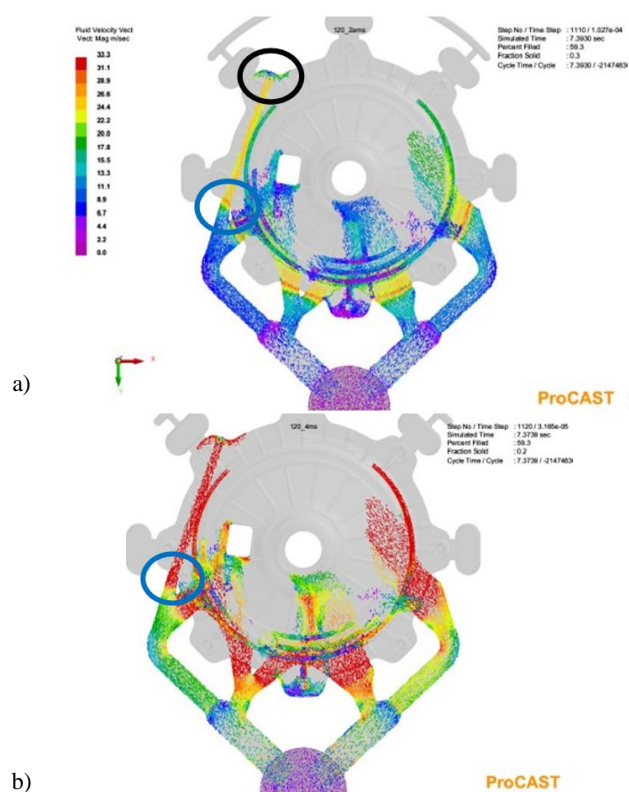 120_2ams
Step No / Time Step : 1110 / 1.027e-04
Simulated Time : 7.3930 sec
Percent Filled : 59.3
Fraction Solid : 0.3
Cycle Time / Cycle : 7.3930 / -2147483
Fluid Velocity Vect
Vect: Mag m/sec
33.3
31.1
28.9
26.6
24.4
22.2
20.0
17.8
15.5
13.3
11.1
8.9
6.7
4.4
2.2
0.0
X
Y
a)
ProCAST
120_4ms
Step No / Time Step : 1120 / 3.165e-05
Simulated Time : 7.3739 sec
Percent Filled : 59.3
Fraction Solid : 0.2
Cycle Time / Cycle : 7.3739 / -2147483
b)
ProCAST